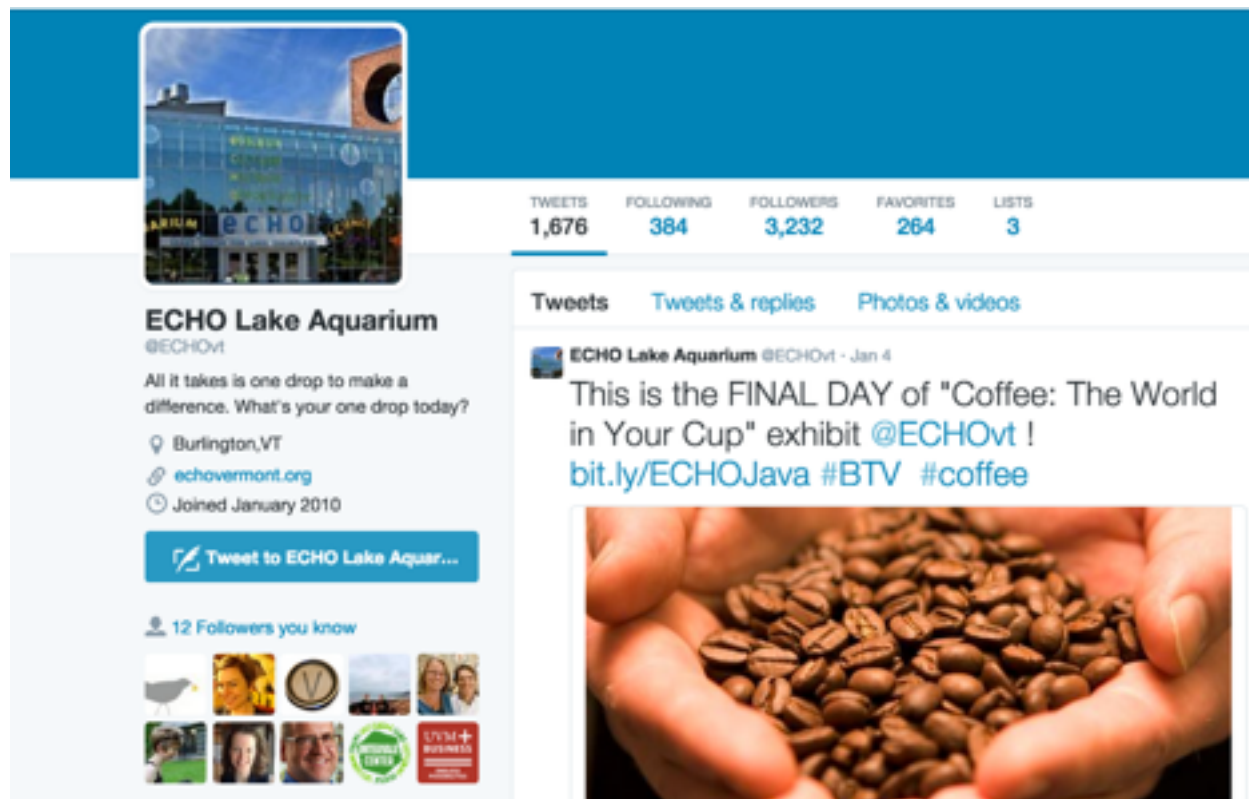 echo
TWEETS FOLLOWING FOLLOWERS FAVORITES LISTS
1,676 384 3,232 264 3
ECHO Lake Aquarium
@ECHOvt
All it takes is one drop to make a
difference. What's your one drop today?
Burlington,VT
echovermont.org
Joined January 2010
Tweet to ECHO Lake Aquar...
12 Followers you know
V
UVM+
BUSINESS
Tweets Tweets & replies Photos & videos
ECHO Lake Aquarium @ECHOvt · Jan 4
This is the FINAL DAY of "Coffee: The World
in Your Cup" exhibit @ECHOvt !
bit.ly/ECHOJava #BTV #coffee